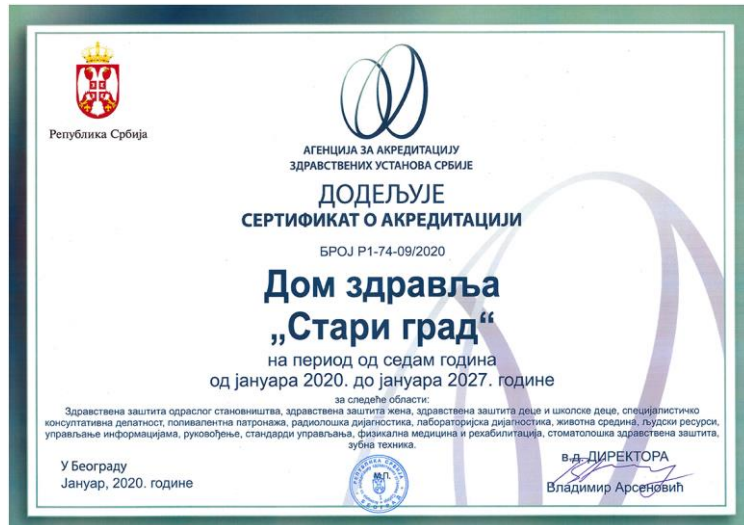 Република Србија
АГЕНЦИЈА ЗА АКРЕДИТАЦИЈУ
ЗДРАВСТВЕНИХ УСТАНОВА СРБИЈЕ
ДОДЕЉУЈЕ
СЕРТИФИКАТ О АКРЕДИТАЦИЈИ
БРОЈ Р1-74-09/2020
Дом здравља
„Стари град“
на период од седам година
од јануара 2020. до јануара 2027. године
за следеће области:
Здравствена заштита одраслог становништва, здравствена заштита жена, здравствена заштита деце и школске деце, специјалистичко
консултативна делатност, поливалентна патронажа, радиолошка дијагностика, лабораторијска дијагностика, животна средина, људски ресурси,
управљање информацијама, руковођење, стандарди управљања, физикална медицина и рехабилитација, стоматолошка здравствена заштита,
зубна техника.
У Београду
Јануар, 2020. године
М.П.
в.д. ДИРЕКТОРА
Владимир Арсеновић